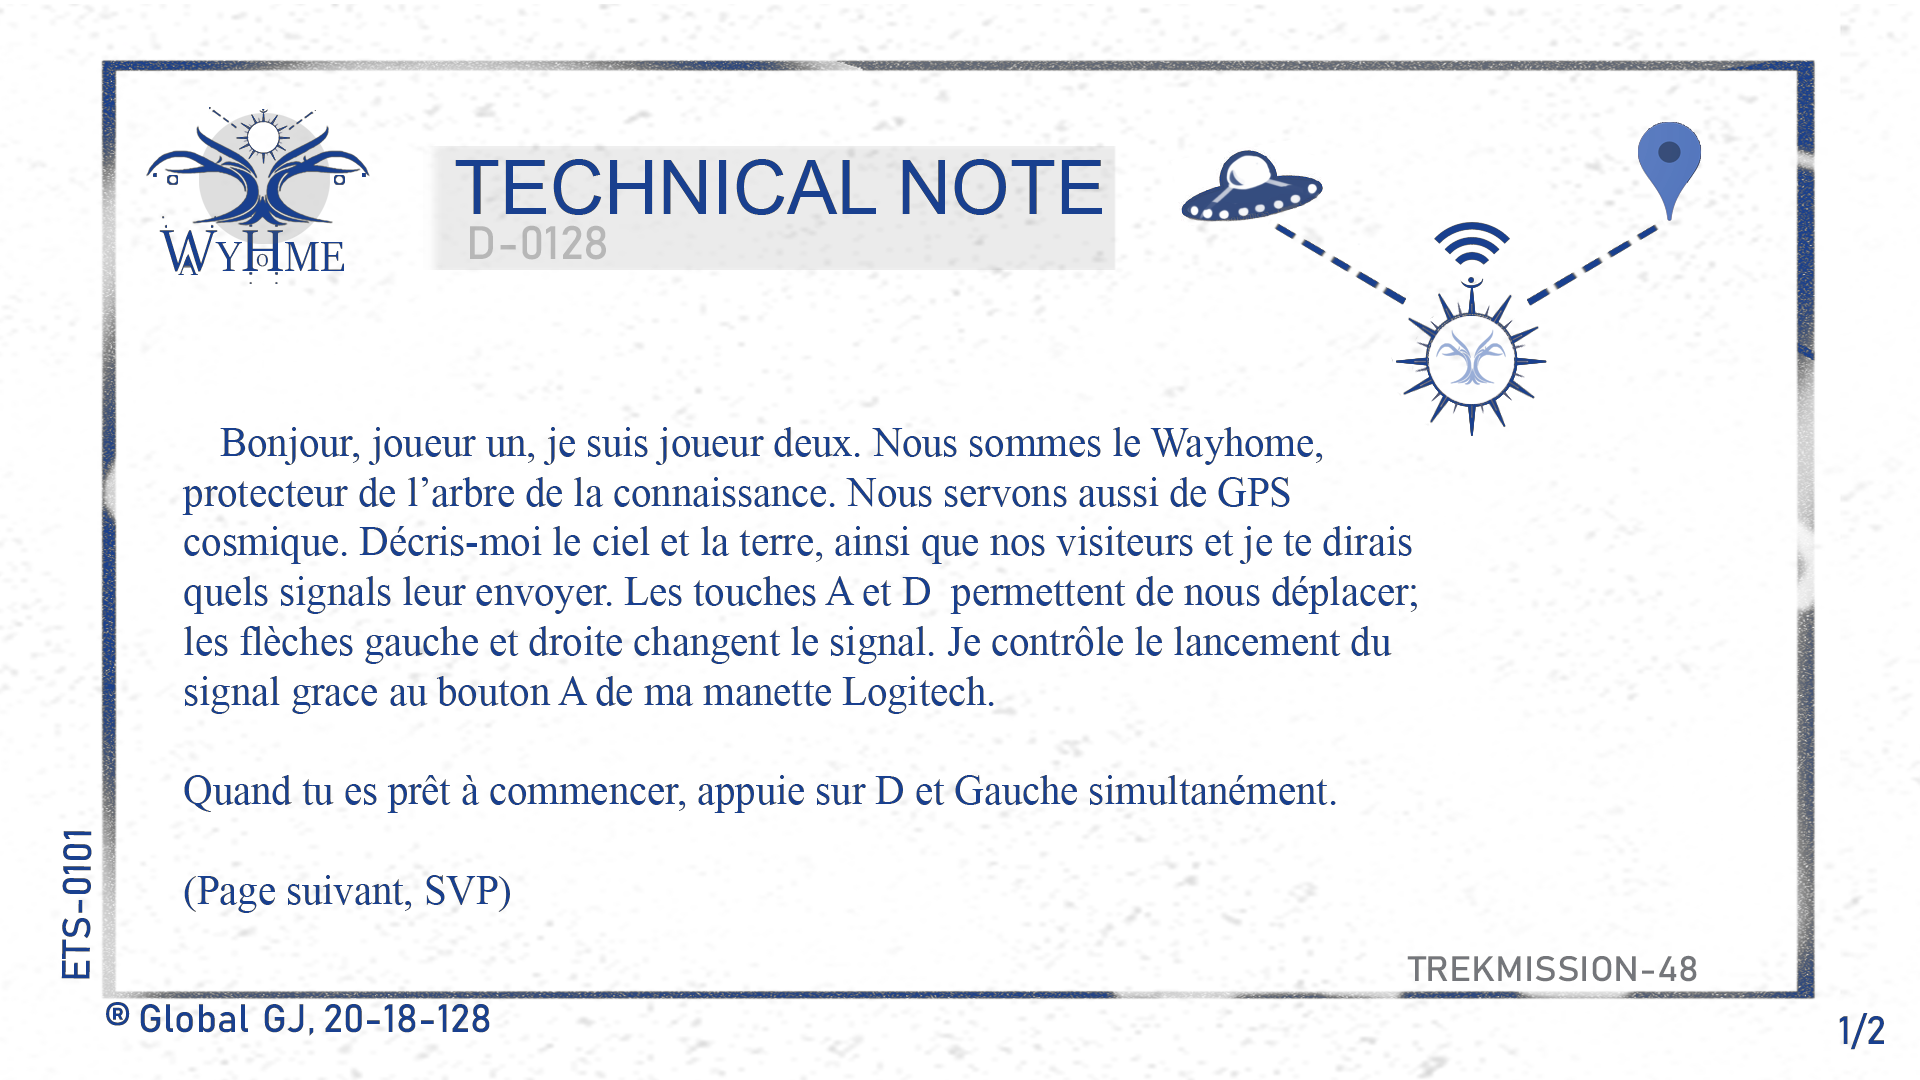 WAYHOME
TECHNICAL NOTE
D-0128
Bonjour, joueur un, je suis joueur deux. Nous sommes le Wayhome,
protecteur de l’arbre de la connaissance. Nous servons aussi de GPS
cosmique. Décris-moi le ciel et la terre, ainsi que nos visiteurs et je te dirais
quels signals leur envoyer. Les touches A et D  permettent de nous déplacer;
les flèches gauche et droite changent le signal. Je contrôle le lancement du
signal grace au bouton A de ma manette Logitech.
Quand tu es prêt à commencer, appuie sur D et Gauche simultanément.
(Page suivant, SVP)
TREKMISSION-48
ETS-0101
® Global GJ, 20-18-128
1/2